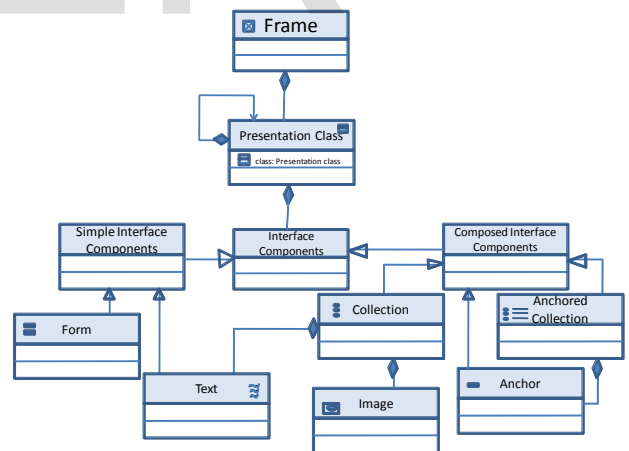 Frame
Presentation Class
class: Presentation class
Simple Interface
Components
Interface
Components
Composed Interface
Components
Form
Collection
Anchored
Collection
Text
Image
Anchor